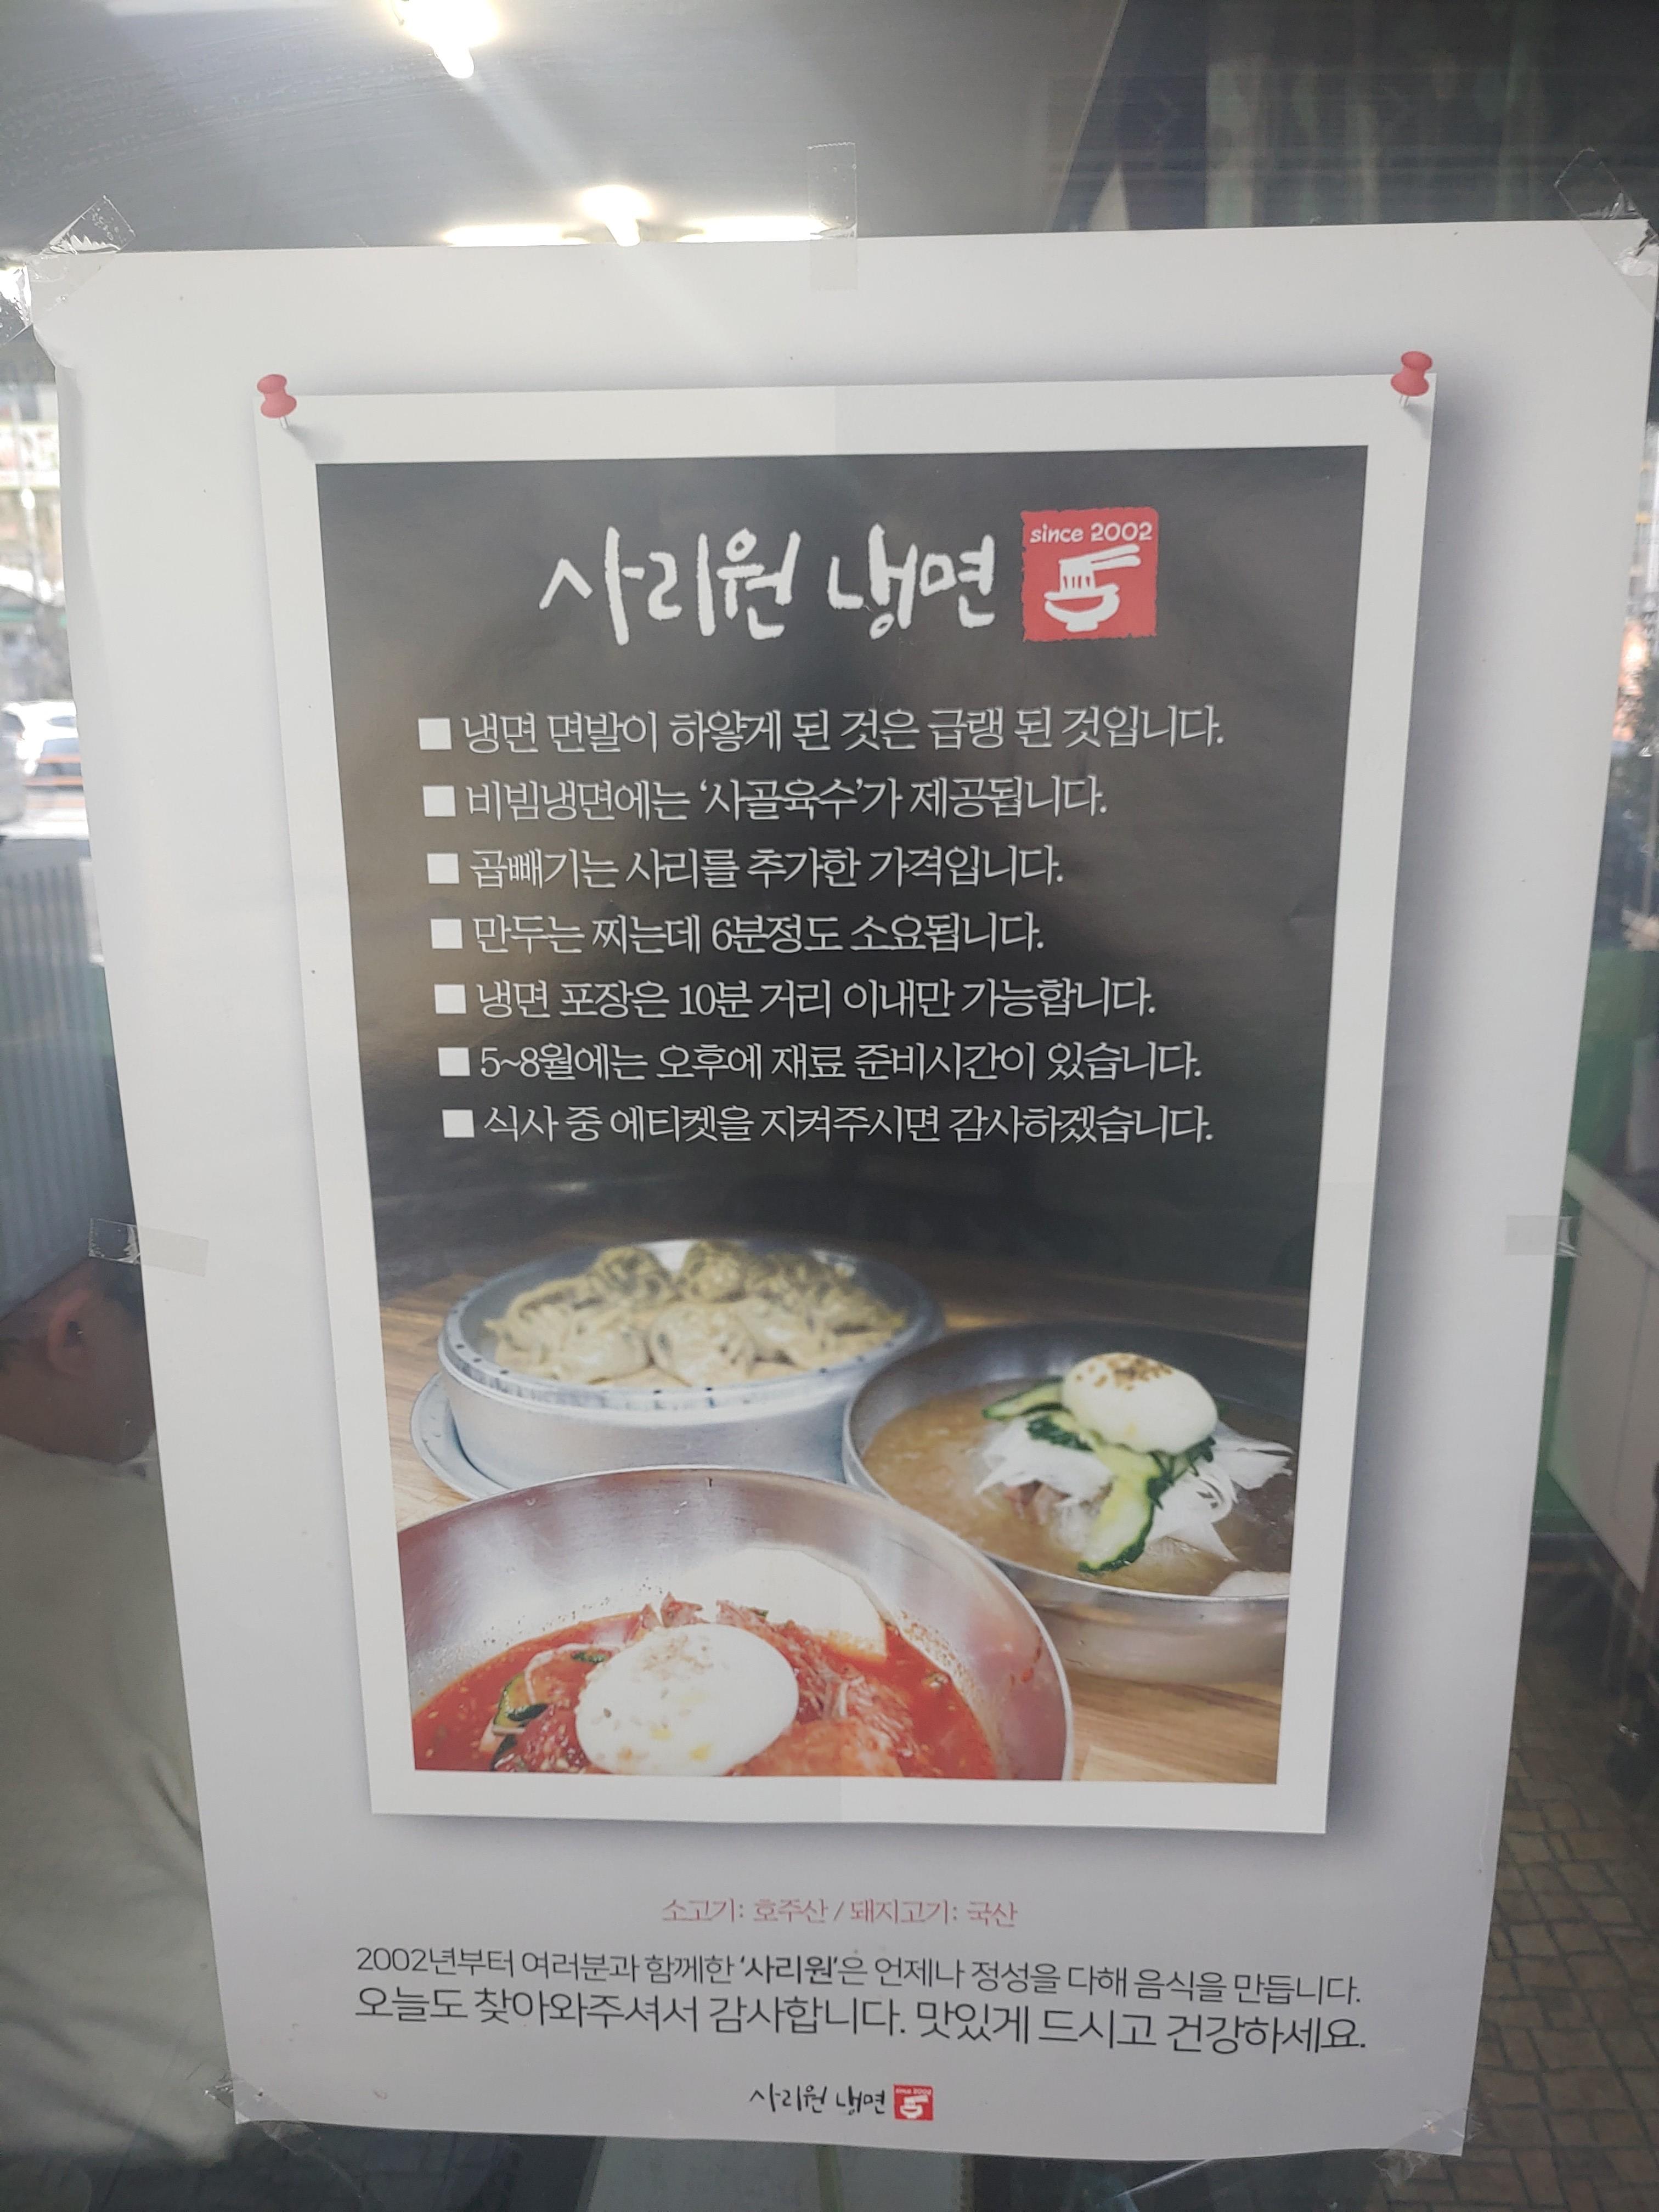 사리원 냉면
since 2002
■ 냉면 면발이 하얗게 된 것은 급랭 된 것입니다.
■ 비빔냉면에는 ‘사골육수’가 제공됩니다.
■ 곱빼기는 사리를 추가한 가격입니다.
■ 만두는 찌는데 6분정도 소요됩니다.
■ 냉면 포장은 10분 거리 이내만 가능합니다.
■ 5~8월에는 오후에 재료 준비시간이 있습니다.
■ 식사 중 에티켓을 지켜주시면 감사하겠습니다.
소고기: 호주산 / 돼지고기: 국산
2002년부터 여러분과 함께한 ‘사리원’은 언제나 정성을 다해 음식을 만듭니다.
오늘도 찾아와주셔서 감사합니다. 맛있게 드시고 건강하세요.
사리원 냉면
since 2002